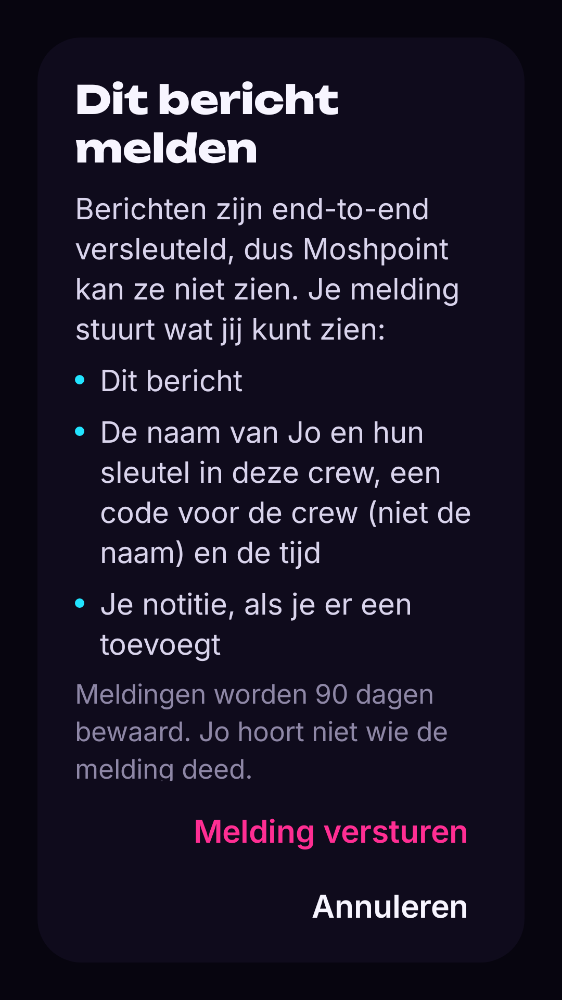 Dit bericht
melden
Berichten zijn end-to-end
versleuteld, dus Moshpoint
kan ze niet zien. Je melding
stuurt wat jij kunt zien:
• Dit bericht
• De naam van Jo en hun
sleutel in deze crew, een
code voor de crew (niet de
naam) en de tijd
• Je notitie, als je er een
toevoegt
Meldingen worden 90 dagen
bewaard. Jo hoort niet wie de
melding deed.
Melding versturen
Annuleren